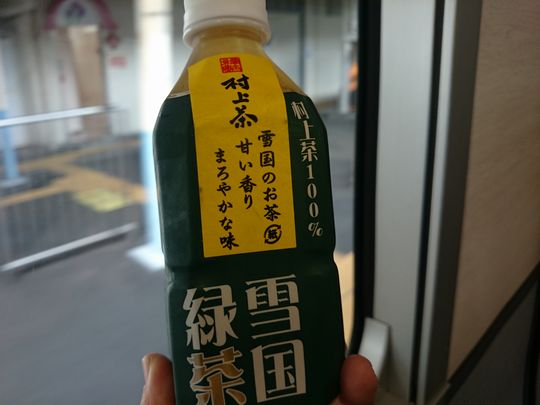 村上茶100%
村上茶
雪国のお茶
甘い香り
まろやかな味
雪国
緑茶